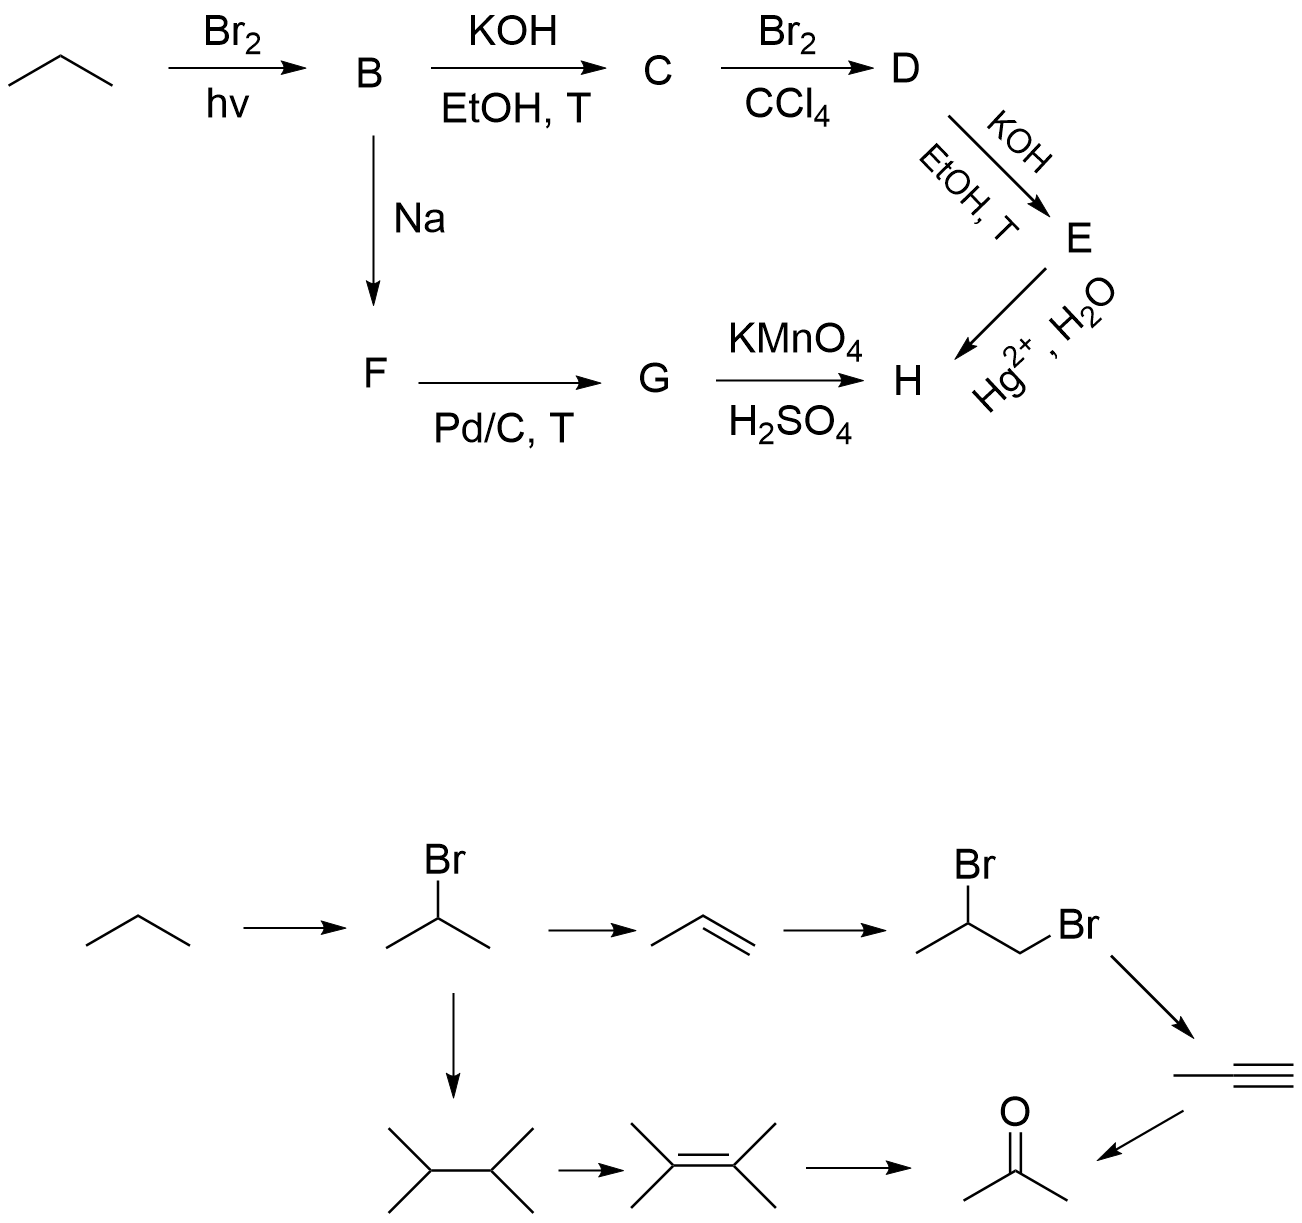 Br2
hv
B
KOH
EtOH, T
C
Br2
CCl4
D
KOH
EtOH, T
E
Na
Hg2+, H2O
F
Pd/C, T
G
KMnO4
H2SO4
H
Br
Br
Br
O